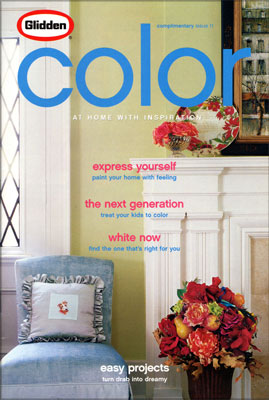 Glidden
complimentary issue 11
color
AT HOME WITH INSPIRATION
express yourself
paint your home with feeling
the next generation
treat your kids to color
white now
find the one that's right for you
easy projects
turn drab into dreamy